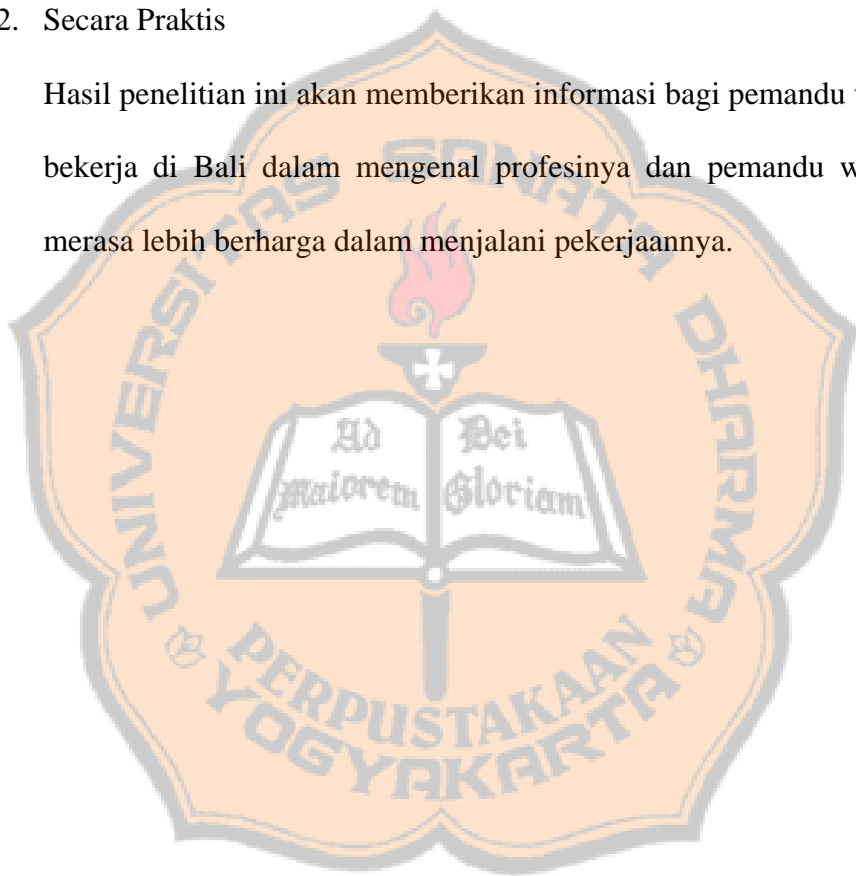 2. Secara Praktis
Hasil penelitian ini akan memberikan informasi bagi pemandu
bekerja di Bali dalam mengenal profesinya dan pemandu
merasa lebih berharga dalam menjalani pekerjaannya.
UNIVERSITAS SANATA DHARMA
Ad Dei
Maiorem Gloriam
PERPUSTAKAAN
YOGYAKARTA